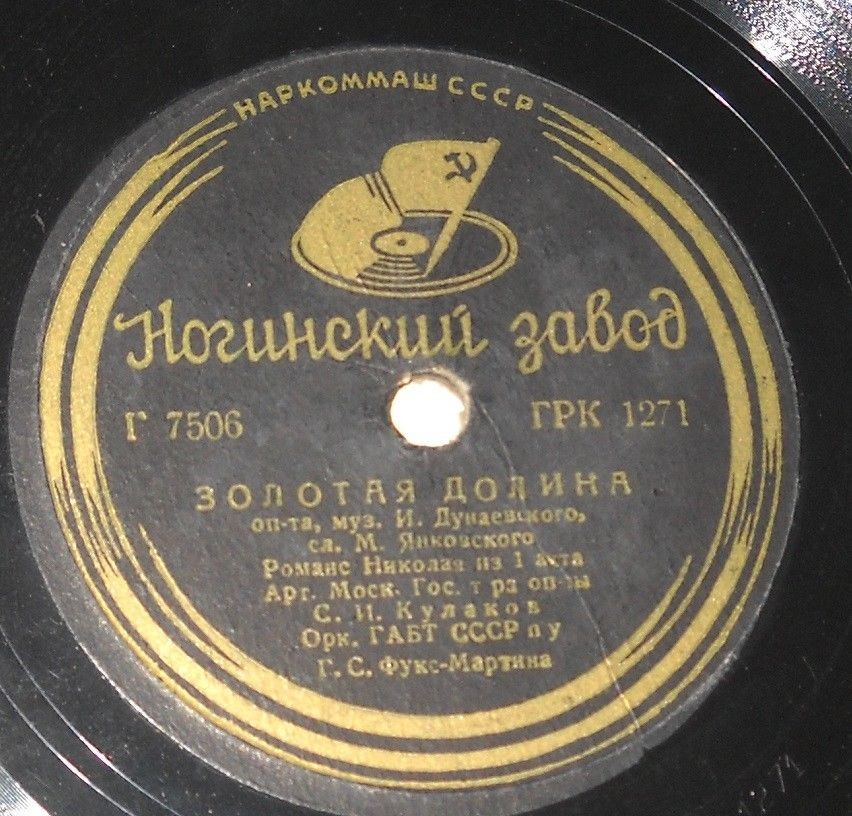 НАРКОММАШ СССР
Ногинский завод
Г 7506 ГРК 1271
ЗОЛОТАЯ ДОЛИНА
оп-та, муз. И. Дунаевского,
сл. М. Янковского
Романс Николая из 1 акта
Арт. Моск. Гос. т ра оп-ты
С. И. Кулаков
Орк. ГАБТ СССР п у
Г. С. Фукс-Мартина
1271